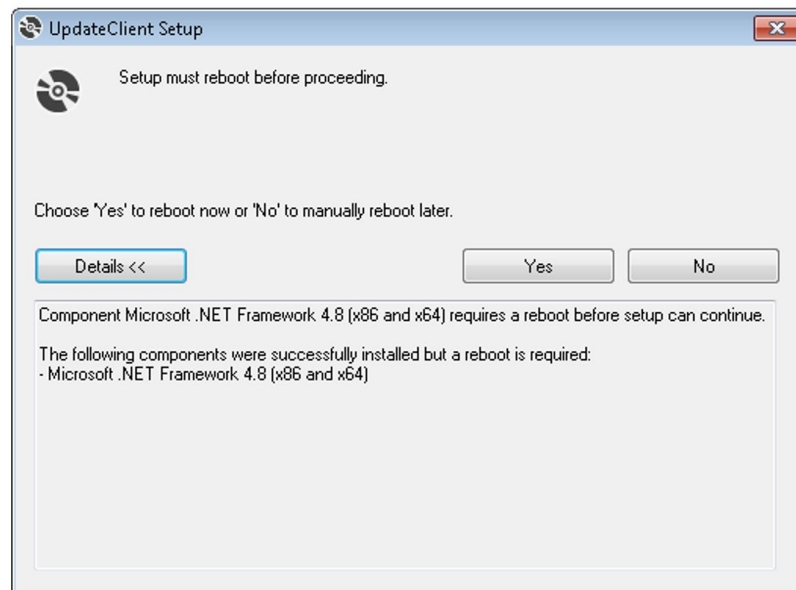 UpdateClient Setup
Setup must reboot before proceeding.
Choose 'Yes' to reboot now or 'No' to manually reboot later.
Details <<
Yes
No
Component Microsoft .NET Framework 4.8 (x86 and x64) requires a reboot before setup can continue.
The following components were successfully installed but a reboot is required:
- Microsoft .NET Framework 4.8 (x86 and x64)